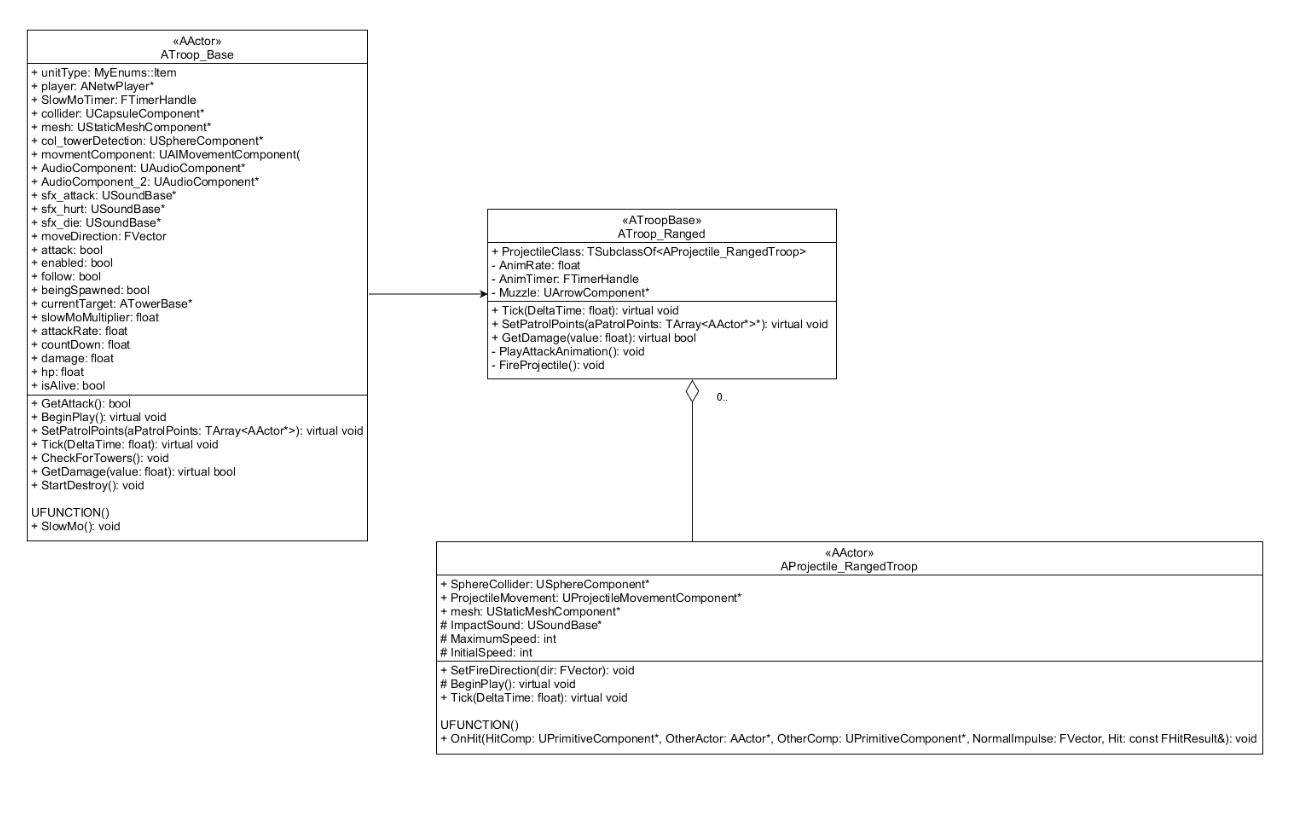 «AActor»
ATroop_Base
+ unitType: MyEnums::Item
+ player: ANetwPlayer*
+ SlowMoTimer: FTimerHandle
+ collider: UCapsuleComponent*
+ mesh: UStaticMeshComponent*
+ col_towerDetection: USphereComponent*
+ movmentComponent: UAIMovementComponent(
+ AudioComponent: UAudioComponent*
+ AudioComponent_2: UAudioComponent*
+ sfx_attack: USoundBase*
+ sfx_hurt: USoundBase*
+ sfx_die: USoundBase*
+ moveDirection: FVector
+ attack: bool
+ enabled: bool
+ follow: bool
+ beingSpawned: bool
+ currentTarget: ATowerBase*
+ slowMoMultiplier: float
+ attackRate: float
+ countDown: float
+ damage: float
+ hp: float
+ isAlive: bool
+ GetAttack(): bool
+ BeginPlay(): virtual void
+ SetPatrolPoints(aPatrolPoints: TArray<AActor*>): virtual void
+ Tick(DeltaTime: float): virtual void
+ CheckForTowers(): void
+ GetDamage(value: float): virtual bool
+ StartDestroy(): void
UFUNCTION()
+ SlowMo(): void
«ATroopBase»
ATroop_Ranged
+ ProjectileClass: TSubclassOf<AProjectile_RangedTroop>
- AnimRate: float
- AnimTimer: FTimerHandle
- Muzzle: UArrowComponent*
+ Tick(DeltaTime: float): virtual void
+ SetPatrolPoints(aPatrolPoints: TArray<AActor*>*): virtual void
+ GetDamage(value: float): virtual bool
- PlayAttackAnimation(): void
- FireProjectile(): void
0..
«AActor»
AProjectile_RangedTroop
+ SphereCollider: USphereComponent*
+ ProjectileMovement: UProjectileMovementComponent*
+ mesh: UStaticMeshComponent*
# ImpactSound: USoundBase*
# MaximumSpeed: int
# InitialSpeed: int
+ SetFireDirection(dir: FVector): void
# BeginPlay(): virtual void
+ Tick(DeltaTime: float): virtual void
UFUNCTION()
+ OnHit(HitComp: UPrimitiveComponent*, OtherActor: AActor*, OtherComp: UPrimitiveComponent*, NormalImpulse: FVector, Hit: const FHitResult&): void